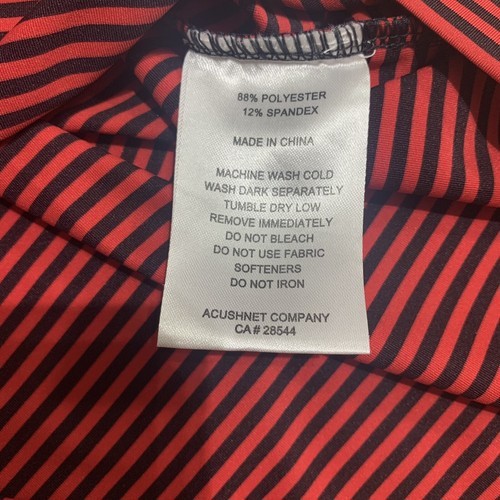 88% POLYESTER
12% SPANDEX
MADE IN CHINA
MACHINE WASH COLD
WASH DARK SEPARATELY
TUMBLE DRY LOW
REMOVE IMMEDIATELY
DO NOT BLEACH
DO NOT USE FABRIC
SOFTENERS
DO NOT IRON
ACUSHNET COMPANY
CA# 28544